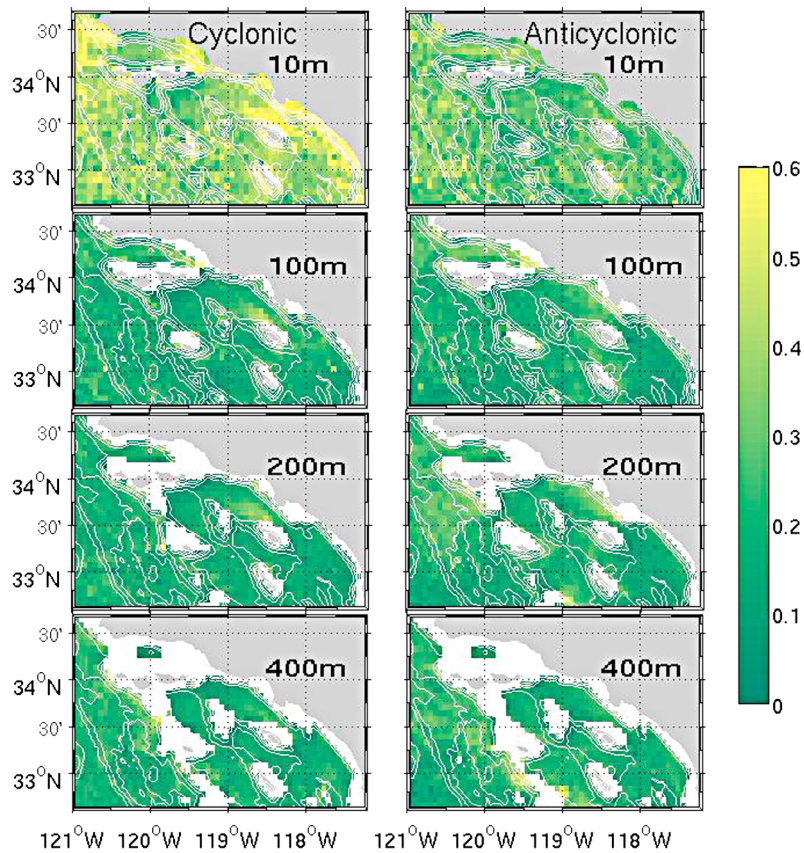 Cyclonic Anticyclonic
30' 10m 10m
34°N
30'
33°N
0.6
30' 100m 100m
0.5
34°N
30'
0.4
33°N
30'
0.3
200m 200m
34°N
30'
0.2
33°N
0.1
30'
400m 400m
34°N
0
30'
33°N
121°W 120°W 119°W 118°W 121°W 120°W 119°W 118°W